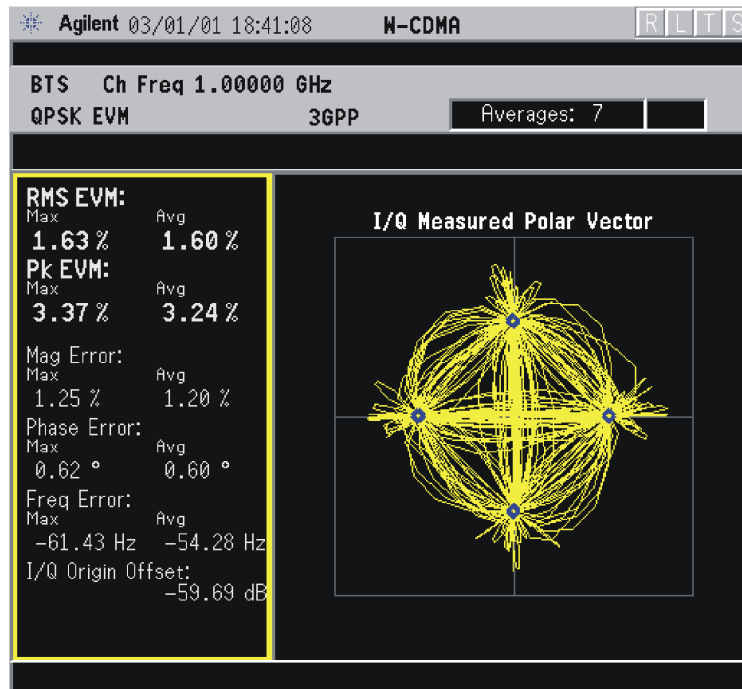 Agilent 03/01/01 18:41:08 W-CDMA R L T S
BTS Ch Freq 1.00000 GHz
QPSK EVM 3GPP Averages: 7
RMS EVM:
Max Avg
1.63 % 1.60 %
Pk EVM:
Max Avg
3.37 % 3.24 %
Mag Error:
Max Avg
1.25 % 1.20 %
Phase Error:
Max Avg
0.62 ° 0.60 °
Freq Error:
Max Avg
-61.43 Hz -54.28 Hz
I/Q Origin Offset:
-59.69 dB
I/Q Measured Polar Vector